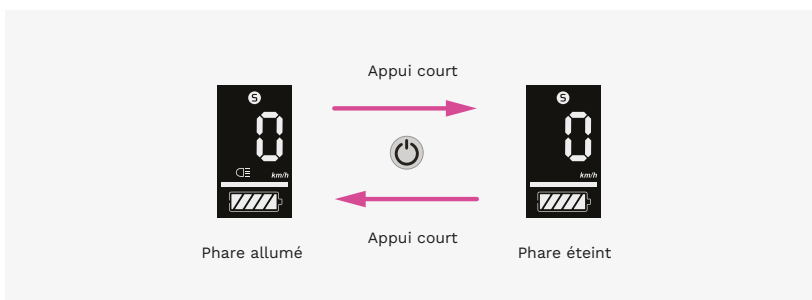 Appui court
S
0
km/h
S
0
km/h
Appui court
Phare allumé
Phare éteint